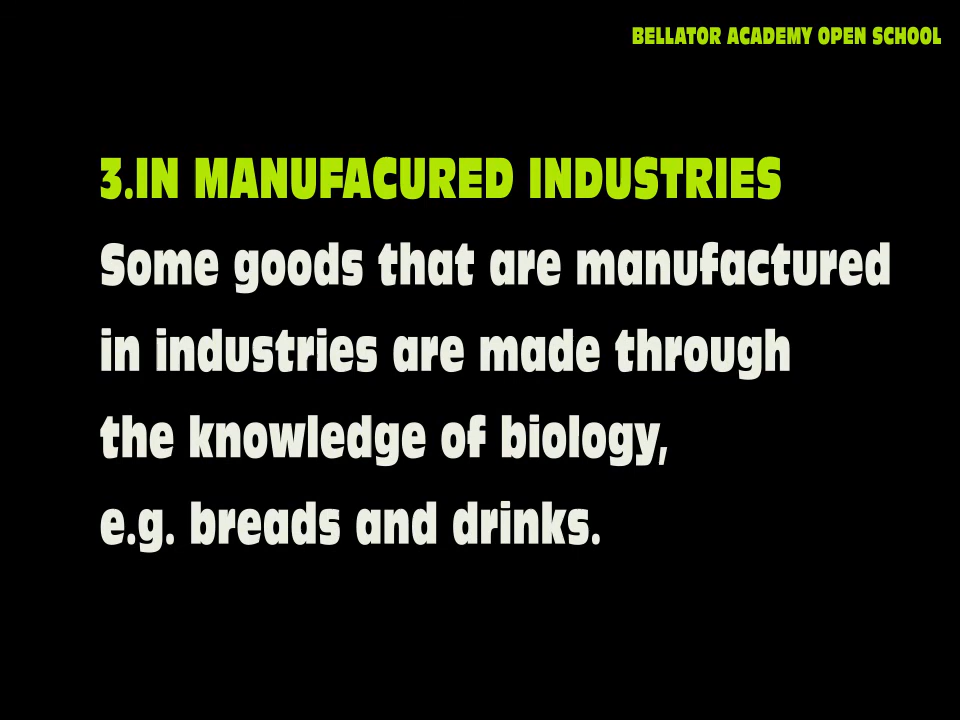 BELLATOR ACADEMY OPEN SCHOOL
3.IN MANUFACURED INDUSTRIES
Some goods that are manufactured
in industries are made through
the knowledge of biology,
e.g. breads and drinks.